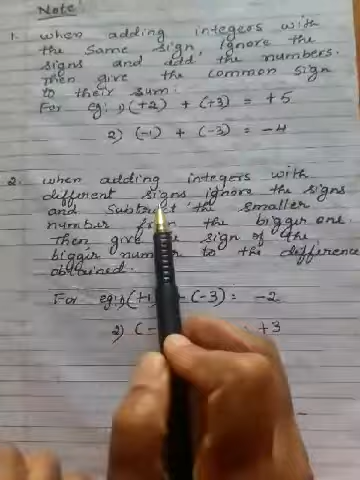 Note:
1. when adding integers with
the same sign, ignore the
signs and add the numbers.
Then give the common sign
to their sum.
For eg: 1) (+2) + (+3) = +5
2) (-1) + (-3) = -4
2. when adding integers with
different signs ignore the signs
and subtract the smaller
number from the bigger one.
Then give sign of the
bigger number to the difference
obtained.
For eg: 1) (+1) (-3) = -2
2) (- = +3